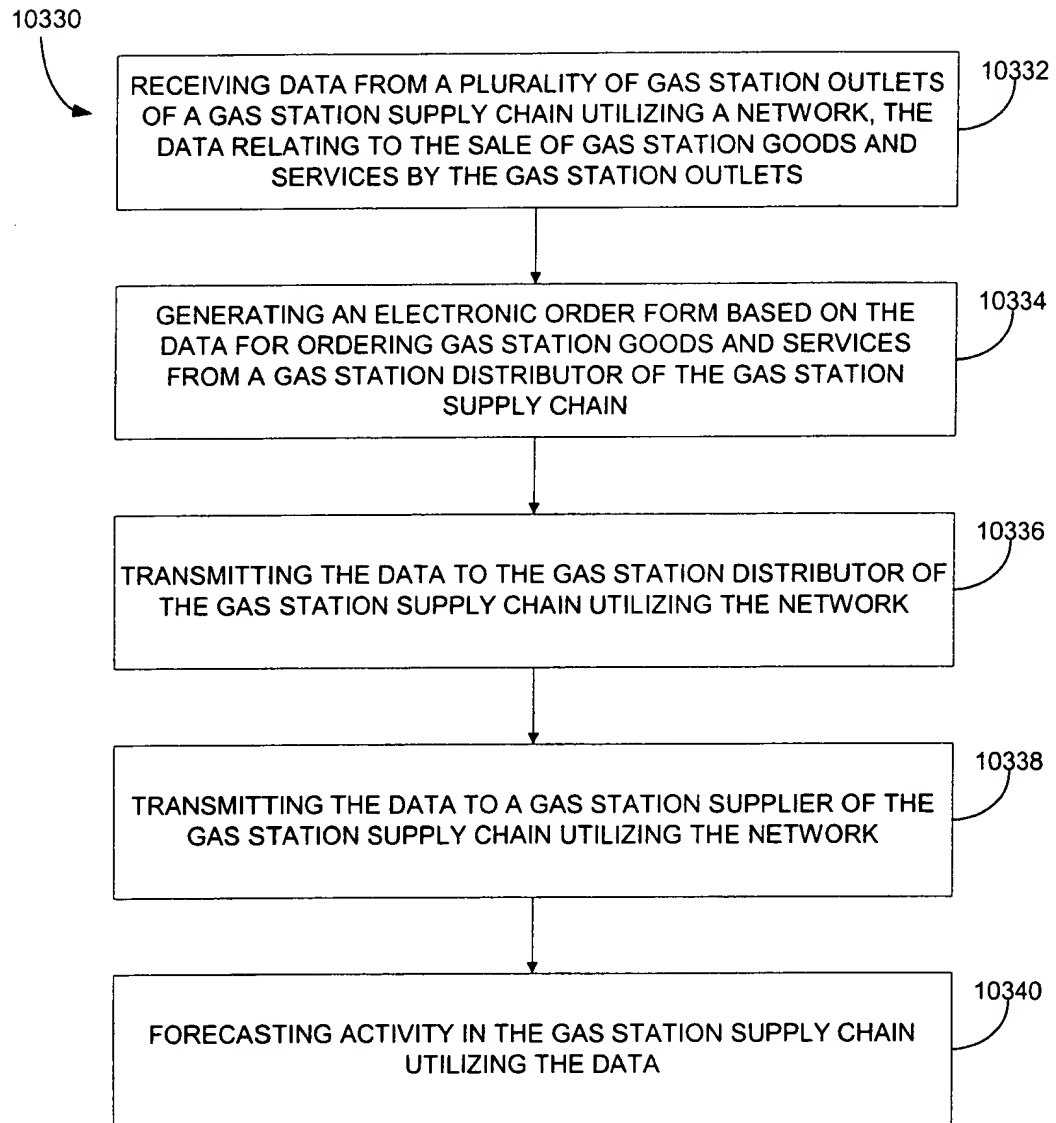 10330
RECEIVING DATA FROM A PLURALITY OF GAS STATION OUTLETS
OF A GAS STATION SUPPLY CHAIN UTILIZING A NETWORK, THE
DATA RELATING TO THE SALE OF GAS STATION GOODS AND
SERVICES BY THE GAS STATION OUTLETS
10332
GENERATING AN ELECTRONIC ORDER FORM BASED ON THE
DATA FOR ORDERING GAS STATION GOODS AND SERVICES
FROM A GAS STATION DISTRIBUTOR OF THE GAS STATION
SUPPLY CHAIN
10334
TRANSMITTING THE DATA TO THE GAS STATION DISTRIBUTOR OF
THE GAS STATION SUPPLY CHAIN UTILIZING THE NETWORK
10336
TRANSMITTING THE DATA TO A GAS STATION SUPPLIER OF THE
GAS STATION SUPPLY CHAIN UTILIZING THE NETWORK
10338
FORECASTING ACTIVITY IN THE GAS STATION SUPPLY CHAIN
UTILIZING THE DATA
10340